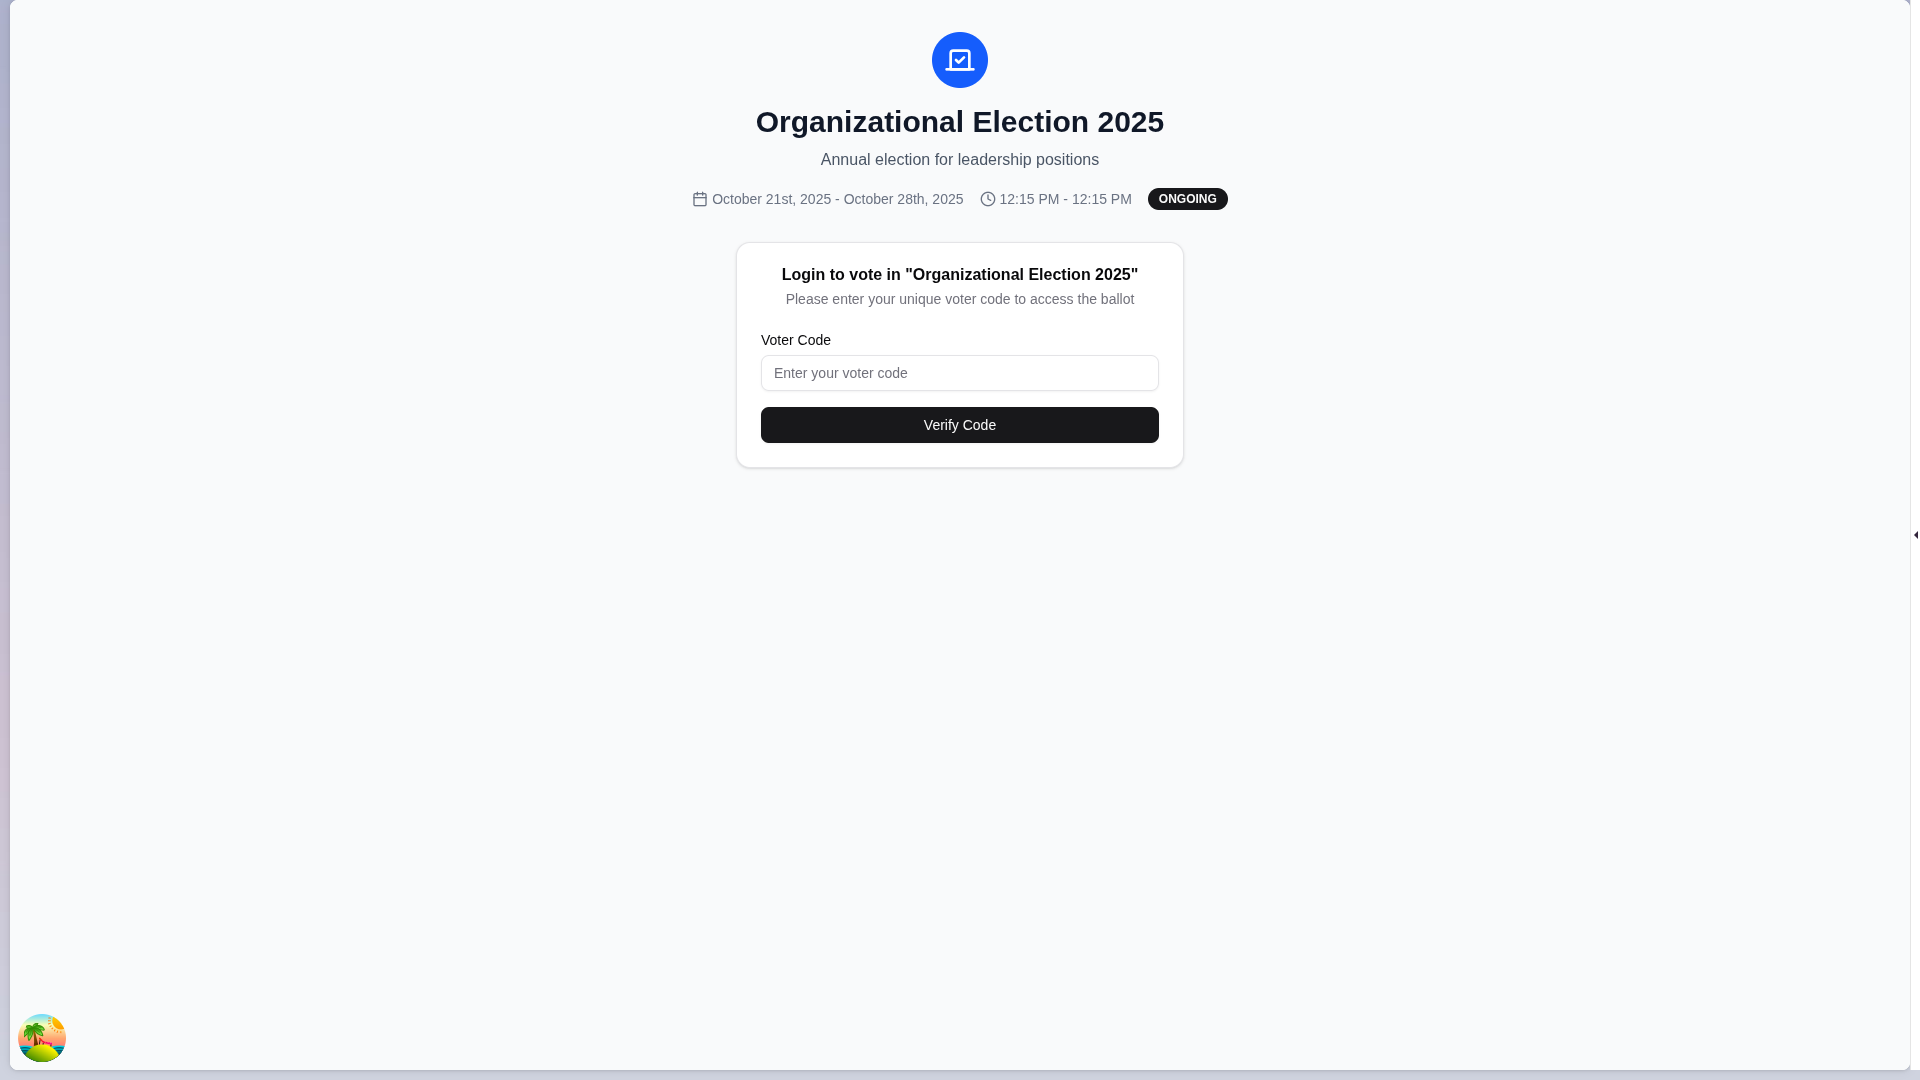 Organizational Election 2025
Annual election for leadership positions
October 21st, 2025 - October 28th, 2025 12:15 PM - 12:15 PM ONGOING
Login to vote in "Organizational Election 2025"
Please enter your unique voter code to access the ballot
Voter Code
Enter your voter code
Verify Code